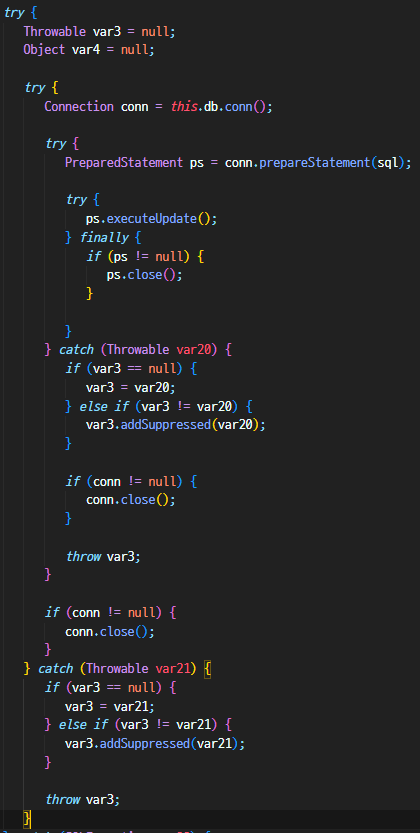 try {
Throwable var3 = null;
Object var4 = null;
try {
Connection conn = this.db.conn();
try {
PreparedStatement ps = conn.prepareStatement(sql);
try {
ps.executeUpdate();
} finally {
if (ps != null) {
ps.close();
}
}
} catch (Throwable var20) {
if (var3 == null) {
var3 = var20;
} else if (var3 != var20) {
var3.addSuppressed(var20);
}
if (conn != null) {
conn.close();
}
throw var3;
}
if (conn != null) {
conn.close();
}
} catch (Throwable var21) {
if (var3 == null) {
var3 = var21;
} else if (var3 != var21) {
var3.addSuppressed(var21);
}
throw var3;
}